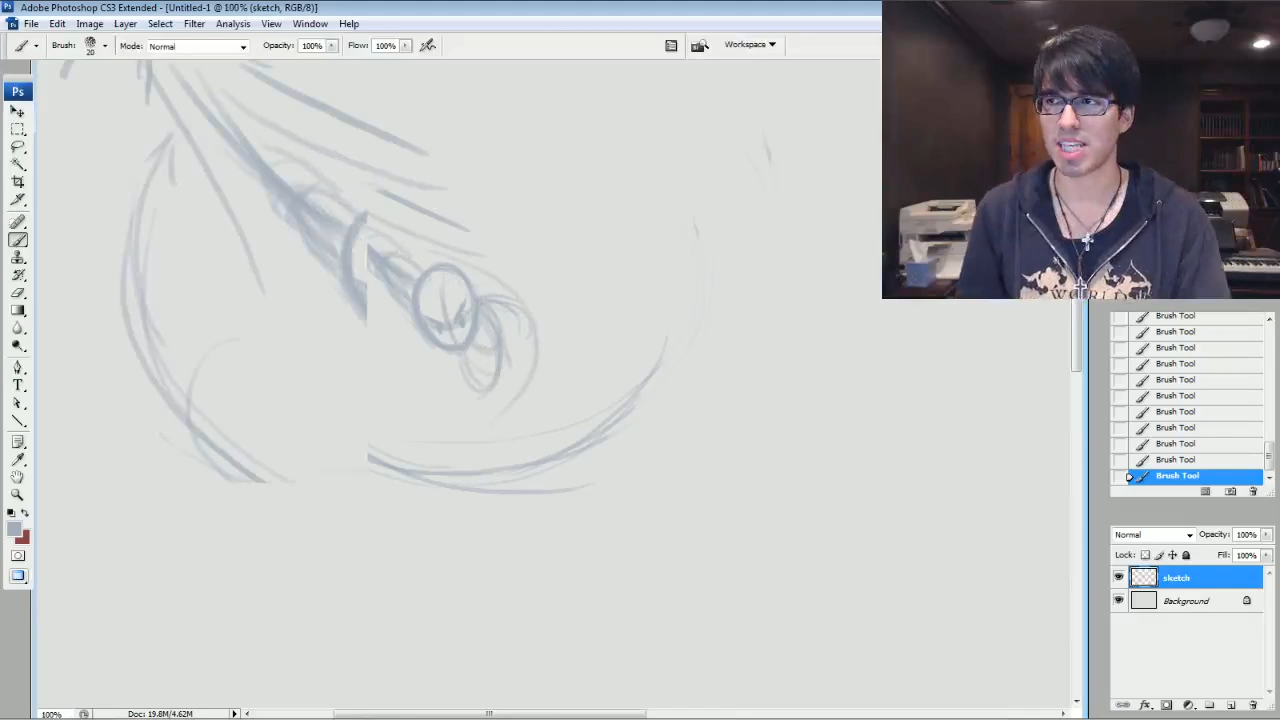 Adobe Photoshop CS3 Extended - [Untitled-1 @ 100% (sketch, RGB/8)]
File Edit Image Layer Select Filter Analysis View Window Help
Brush: 20 Mode: Normal Opacity: 100% Flow: 100% Workspace
Ps
Brush Tool
Brush Tool
Brush Tool
Brush Tool
Brush Tool
Brush Tool
Brush Tool
Brush Tool
Brush Tool
Brush Tool
Brush Tool
Normal Opacity: 100%
Lock: Fill: 100%
sketch
Background
100% Doc: 19.8M/4.62M